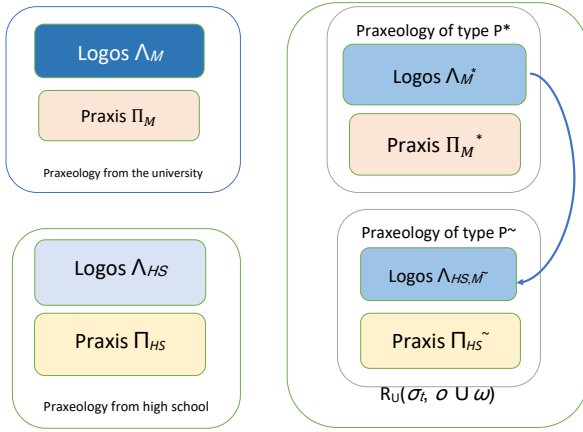 Logos Λ_M
Praxis Π_M
Praxeology from the university
Logos Λ_HS
Praxis Π_HS
Praxeology from high school
Praxeology of type P*
Logos Λ_M*
Praxis Π_M*
Praxeology of type P~
Logos Λ_HS,M~
Praxis Π_HS~
R_U(σ_t, o ∪ ω)